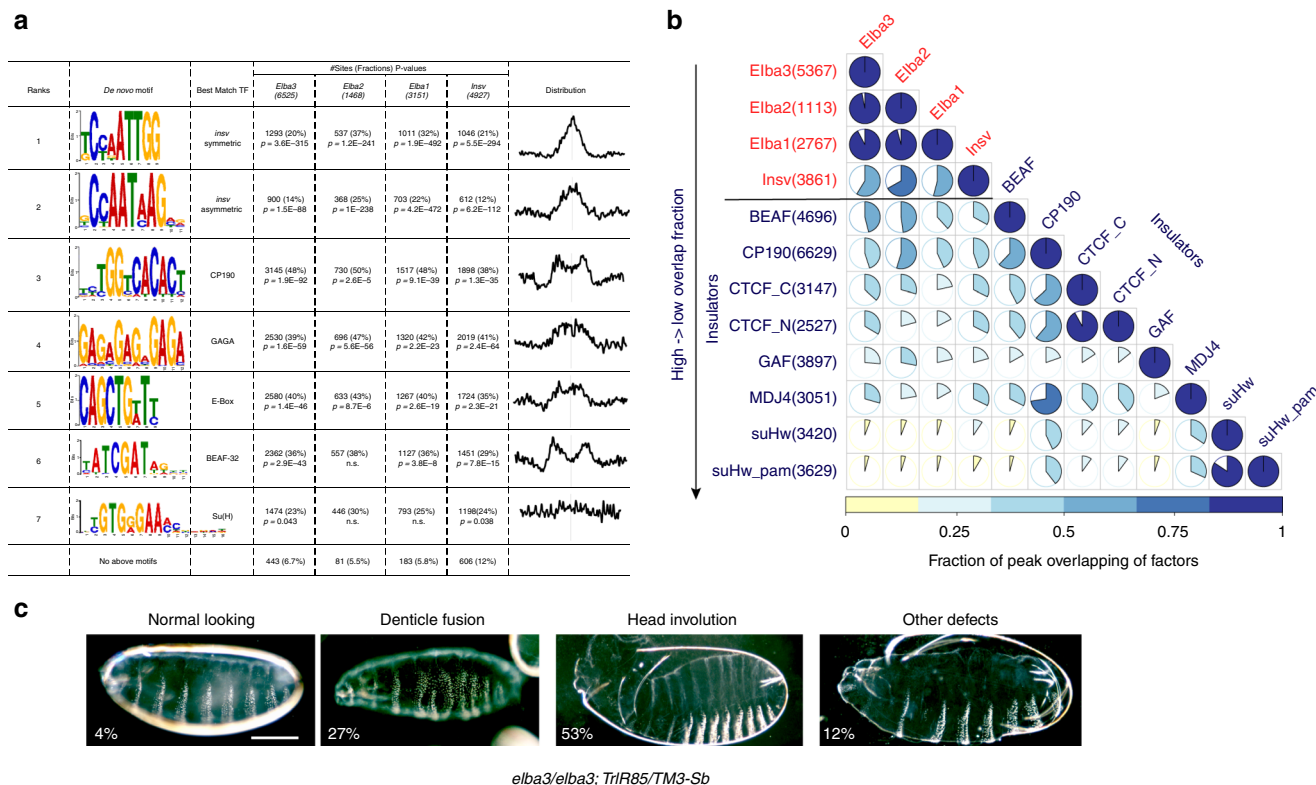 a
#Sites (Fractions) P-values
Ranks De novo motif Best Match TF Elba3 (6525) Elba2 (1468) Elba1 (3151) Insv (4927) Distribution
1 insv symmetric 1293 (20%) 537 (37%) 1011 (32%) 1046 (21%)
p = 3.6E–315 p = 1.2E–241 p = 1.9E–492 p = 5.5E–294
2 insv asymmetric 900 (14%) 368 (25%) 703 (22%) 612 (12%)
p = 1.5E–88 p = 1E–238 p = 4.2E–472 p = 6.2E–112
3 CP190 3145 (48%) 730 (50%) 1517 (48%) 1898 (38%)
p = 1.9E–92 p = 2.6E–5 p = 9.1E–39 p = 1.3E–35
4 GAGA 2530 (39%) 696 (47%) 1320 (42%) 2019 (41%)
p = 1.6E–59 p = 5.6E–56 p = 2.2E–23 p = 2.4E–64
5 E-Box 2580 (40%) 633 (43%) 1267 (40%) 1724 (35%)
p = 1.4E–46 p = 8.7E–6 p = 2.6E–19 p = 2.3E–21
6 BEAF-32 2362 (36%) 557 (38%) 1127 (36%) 1451 (29%)
p = 2.9E–43 n.s. p = 3.8E–8 p = 7.8E–15
7 Su(H) 1474 (23%) 446 (30%) 793 (25%) 1198(24%)
p = 0.043 n.s. n.s. p = 0.038
No above motifs 443 (6.7%) 81 (5.5%) 183 (5.8%) 606 (12%)
b
Elba3
Elba2
Elba1
Insv
BEAF
CP190
CTCF_C
CTCF_N
GAF
MDJ4
suHw
suHw_pam
Insulators
High -> low overlap fraction
Insulators
Elba3(5367)
Elba2(1113)
Elba1(2767)
Insv(3861)
BEAF(4696)
CP190(6629)
CTCF_C(3147)
CTCF_N(2527)
GAF(3897)
MDJ4(3051)
suHw(3420)
suHw_pam(3629)
0 0.25 0.5 0.75 1
Fraction of peak overlapping of factors
c
Normal looking Denticle fusion Head involution Other defects
4% 27% 53% 12%
elba3/elba3; TrlR85/TM3-Sb